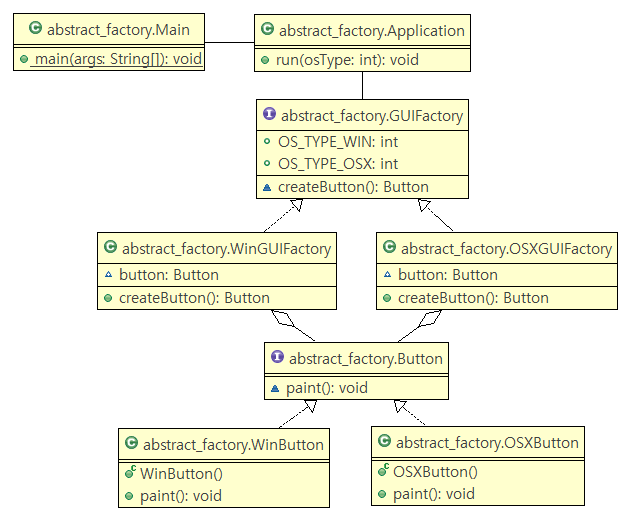 abstract_factory.Main
main(args: String[]): void
abstract_factory.Application
run(osType: int): void
abstract_factory.GUIFactory
OS_TYPE_WIN: int
OS_TYPE_OSX: int
createButton(): Button
abstract_factory.WinGUIFactory
button: Button
createButton(): Button
abstract_factory.OSXGUIFactory
button: Button
createButton(): Button
abstract_factory.Button
paint(): void
abstract_factory.WinButton
WinButton()
paint(): void
abstract_factory.OSXButton
OSXButton()
paint(): void